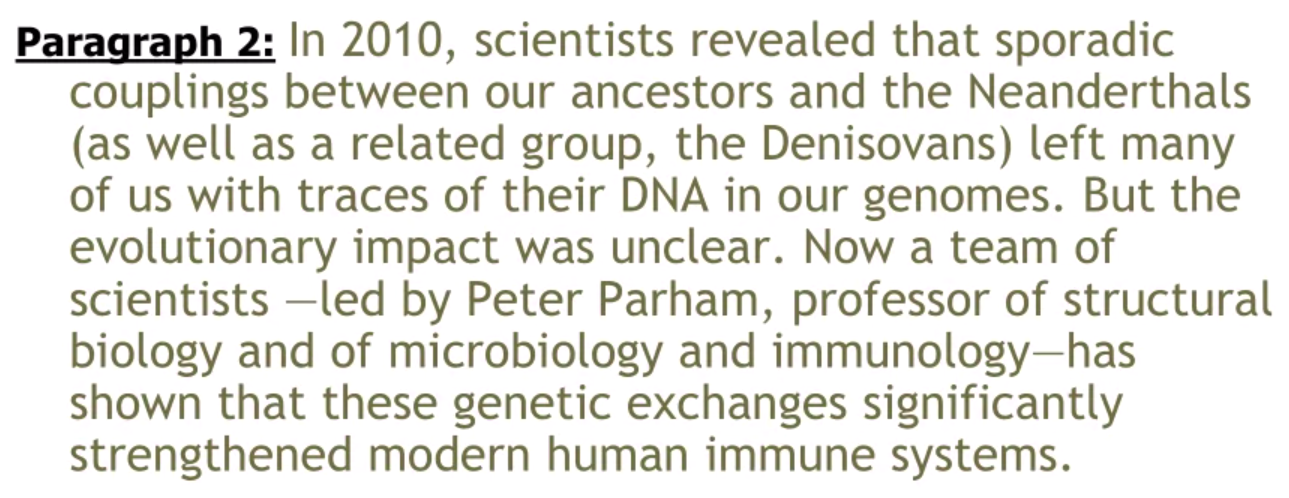 Paragraph 2: In 2010, scientists revealed that sporadic
couplings between our ancestors and the Neanderthals
(as well as a related group, the Denisovans) left many
of us with traces of their DNA in our genomes. But the
evolutionary impact was unclear. Now a team of
scientists —led by Peter Parham, professor of structural
biology and of microbiology and immunology—has
shown that these genetic exchanges significantly
strengthened modern human immune systems.